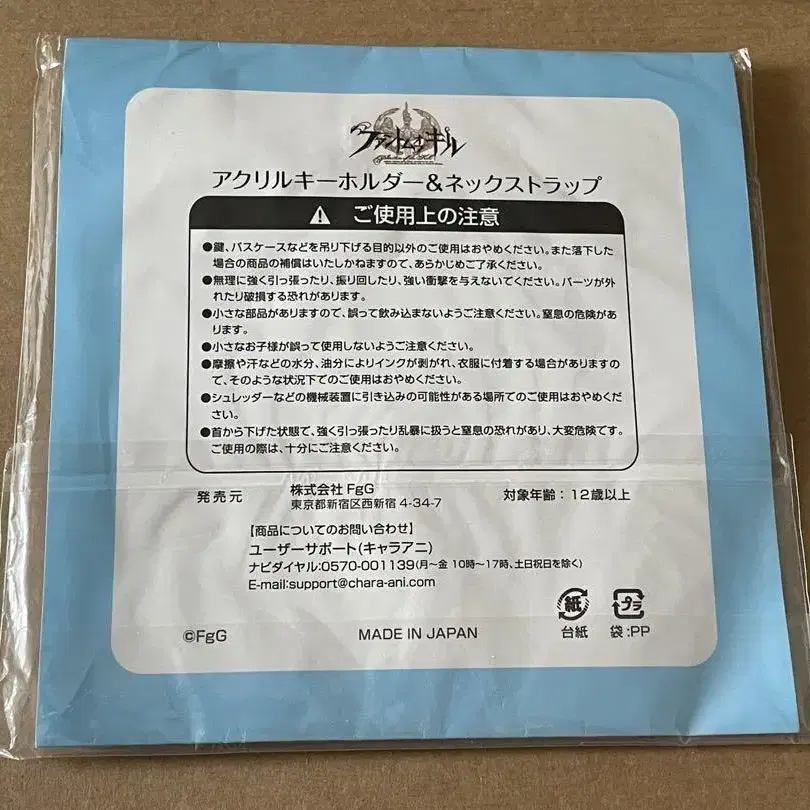 ファントムオブキル
アクリルキーホルダー&ネックストラップ
ご使用上の注意
●鍵、パスケースなどを吊り下げる目的以外のご使用はおやめください。また落下した
場合の商品の補償はいたしかねますので、あらかじめご了承ください。
●無理に強く引っ張ったり、振り回したり、強い衝撃を与えないでください。パーツが外
れたり破損する恐れがあります。
●小さな部品がありますので、誤って飲み込まないようご注意ください。窒息の危険があ
ります。
●小さなお子様が誤って使用しないようご注意ください。
●摩擦や汗などの水分、油分によりインクが剥がれ、衣服に付着する場合がありますの
で、そのような状況下でのご使用はおやめください。
●シュレッダーなどの機械装置に引き込みの可能性がある場所でのご使用はおやめくだ
さい。
●首から下げた状態で、強く引っ張ったり乱暴に扱うと窒息の恐れがあり、大変危険です。
ご使用の際は、十分にご注意ください。
発売元 株式会社 FgG 対象年齢:12歳以上
東京都新宿区西新宿 4-34-7
【商品についてのお問い合わせ】
ユーザーサポート(キャラアニ)
ナビダイヤル:0570-001139(月～金 10時～17時、土日祝日を除く)
E-mail:support@chara-ani.com
紙 プラ
台紙 袋:PP
©FgG MADE IN JAPAN